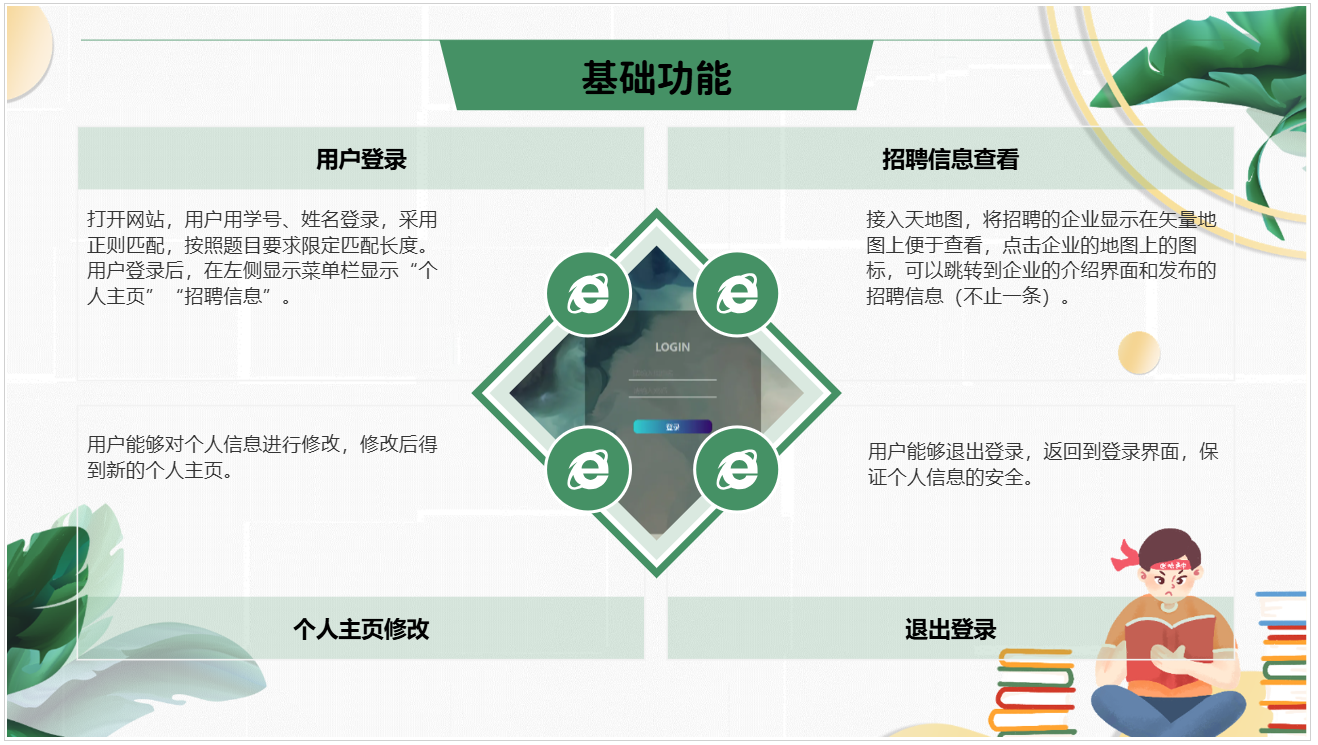 基础功能
用户登录
打开网站，用户用学号、姓名登录，采用
正则匹配，按照题目要求限定匹配长度。
用户登录后，在左侧显示菜单栏显示“个
人主页”“招聘信息”。
招聘信息查看
接入天地图，将招聘的企业显示在矢量地
图上便于查看，点击企业的地图上的图
标，可以跳转到企业的介绍界面和发布的
招聘信息（不止一条）。
LOGIN
登录
用户能够对个人信息进行修改，修改后得
到新的个人主页。
个人主页修改
用户能够退出登录，返回到登录界面，保
证个人信息的安全。
退出登录